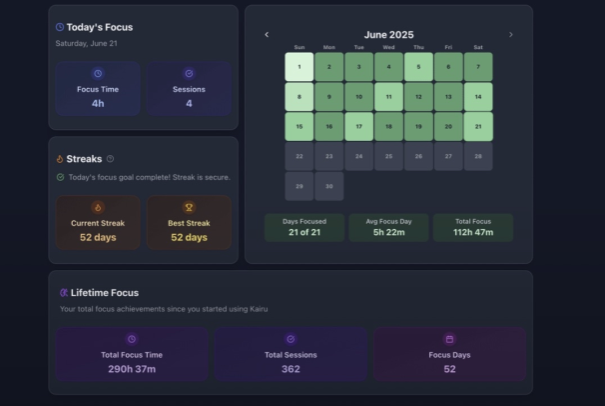 Today's Focus
Saturday, June 21
Focus Time
4h
Sessions
4
Streaks
Today's focus goal complete! Streak is secure.
Current Streak
52 days
Best Streak
52 days
June 2025
Sun Mon Tue Wed Thu Fri Sat
1 2 3 4 5 6 7
8 9 10 11 12 13 14
15 16 17 18 19 20 21
22 23 24 25 26 27 28
29 30
Days Focused
21 of 21
Avg Focus Day
5h 22m
Total Focus
112h 47m
Lifetime Focus
Your total focus achievements since you started using Kairu
Total Focus Time
290h 37m
Total Sessions
362
Focus Days
52